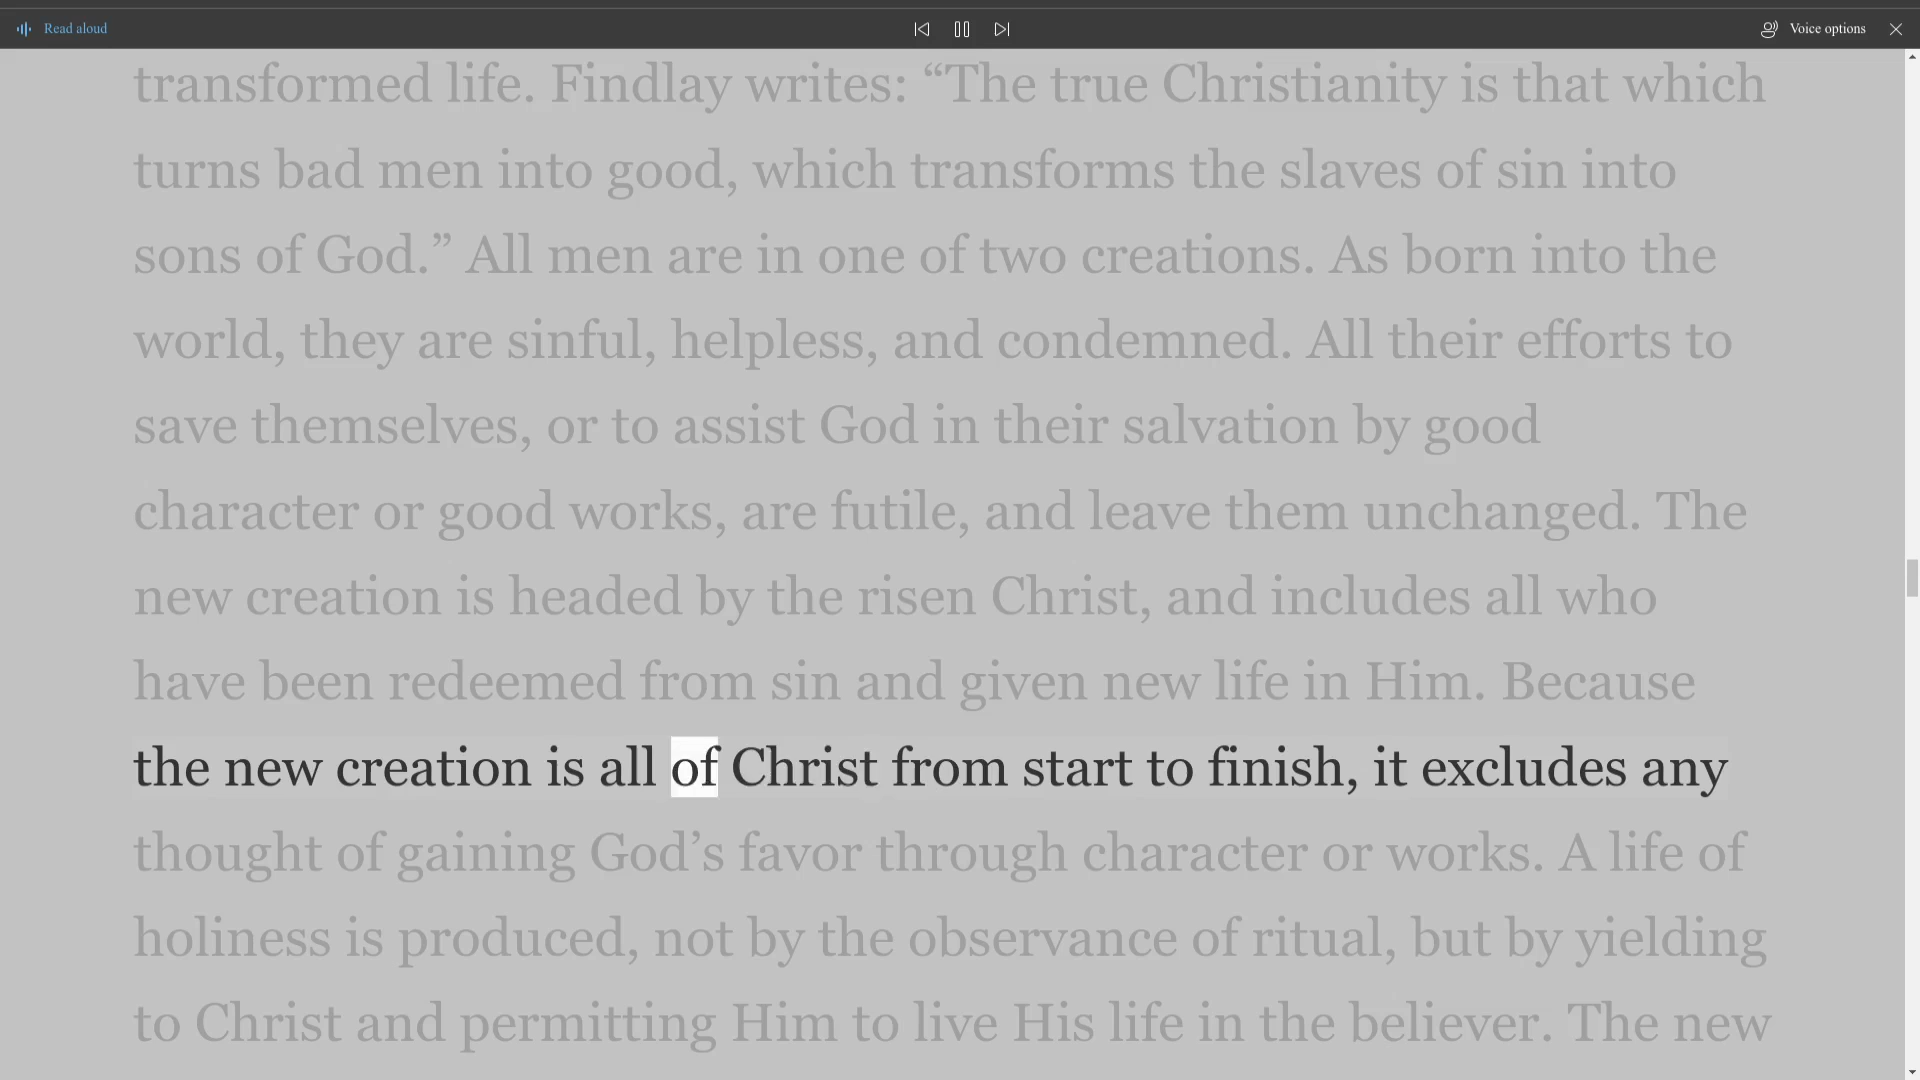 Read aloud
Voice options
transformed life. Findlay writes: “The true Christianity is that which
turns bad men into good, which transforms the slaves of sin into
sons of God.” All men are in one of two creations. As born into the
world, they are sinful, helpless, and condemned. All their efforts to
save themselves, or to assist God in their salvation by good
character or good works, are futile, and leave them unchanged. The
new creation is headed by the risen Christ, and includes all who
have been redeemed from sin and given new life in Him. Because
the new creation is all of Christ from start to finish, it excludes any
thought of gaining God’s favor through character or works. A life of
holiness is produced, not by the observance of ritual, but by yielding
to Christ and permitting Him to live His life in the believer. The new